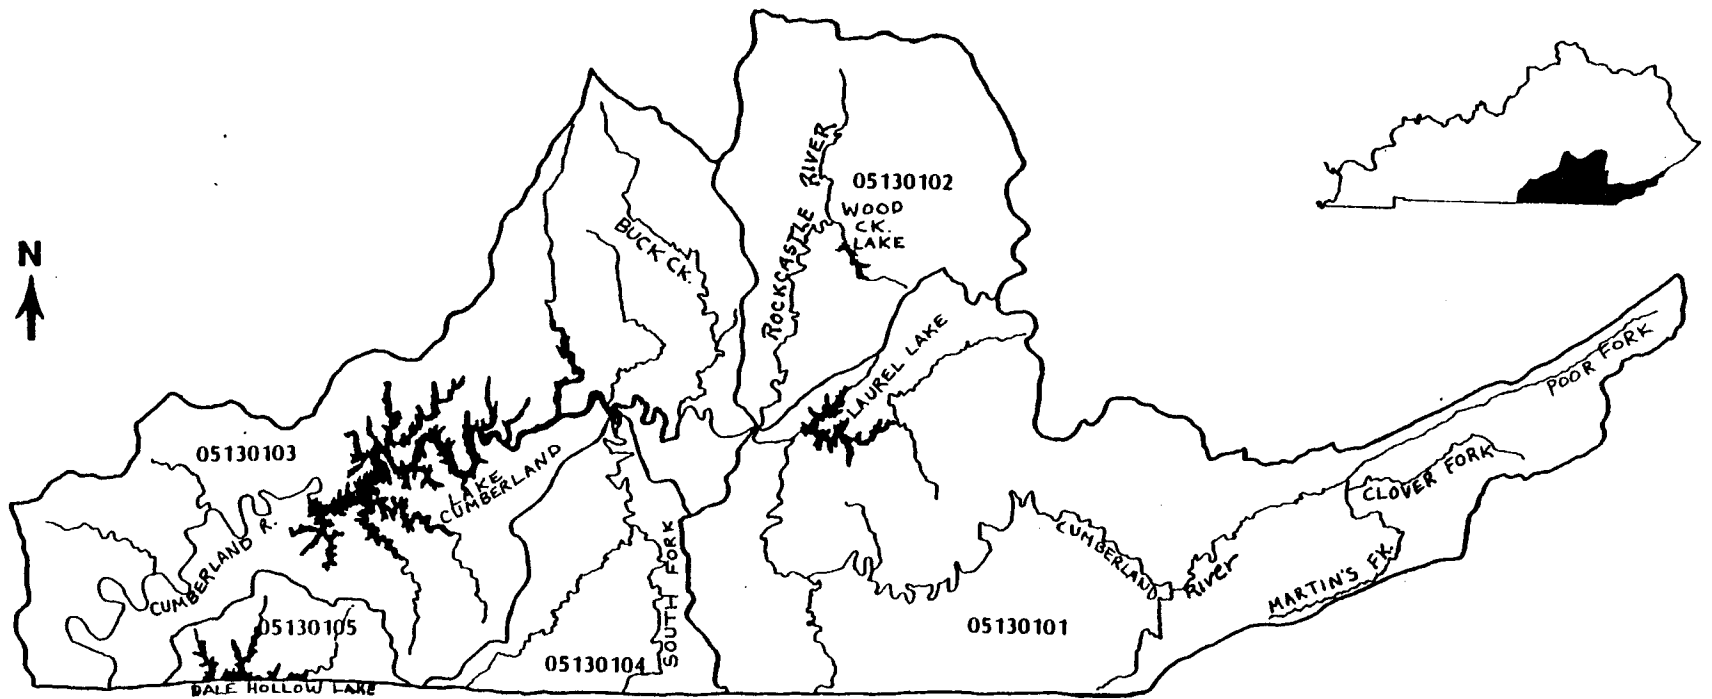 N
ROCKCASTLE RIVER
05130102
WOOD
CK.
LAKE
BUCK CK.
LAUREL LAKE
POOR FORK
05130103
LAKE
CUMBERLAND
CLOVER FORK
CUMBERLAND R.
SOUTH FORK
CUMBERLAND
River
MARTIN'S FK.
05130105
05130101
05130104
DALE HOLLOW LAKE